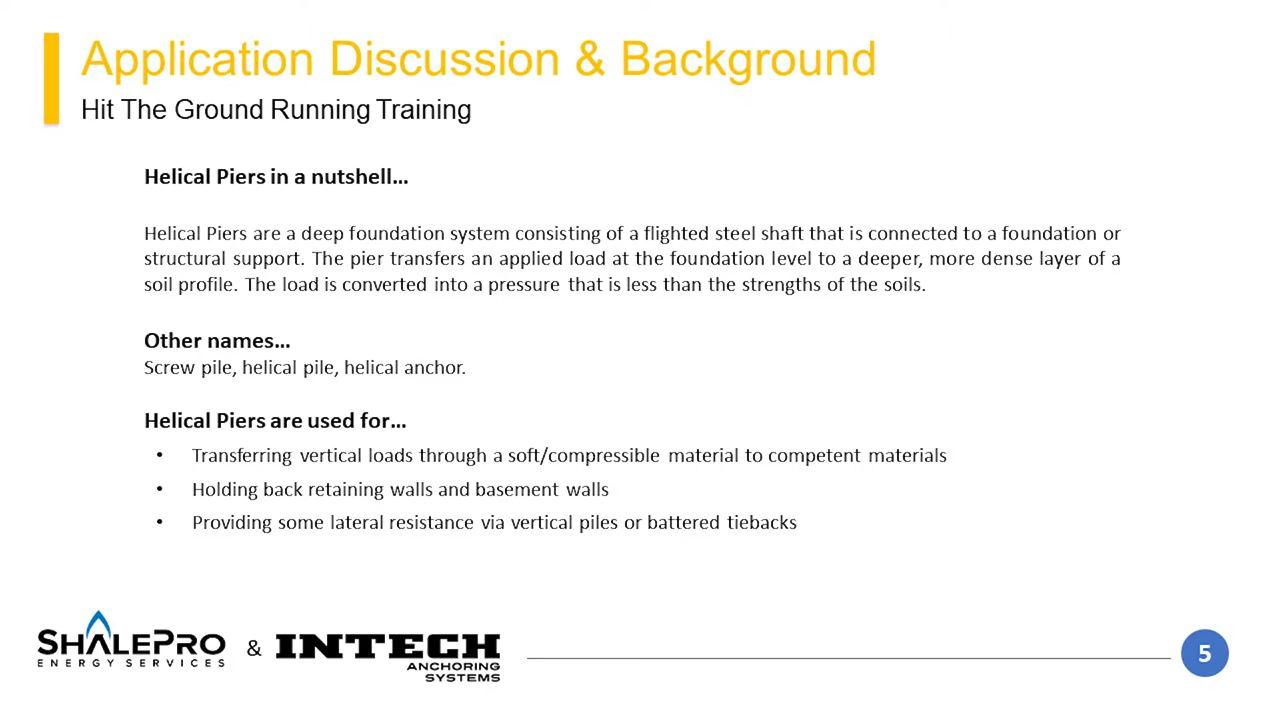 Application Discussion & Background
Hit The Ground Running Training
Helical Piers in a nutshell...
Helical Piers are a deep foundation system consisting of a flighted steel shaft that is connected to a foundation or
structural support. The pier transfers an applied load at the foundation level to a deeper, more dense layer of a
soil profile. The load is converted into a pressure that is less than the strengths of the soils.
Other names...
Screw pile, helical pile, helical anchor.
Helical Piers are used for...
• Transferring vertical loads through a soft/compressible material to competent materials
• Holding back retaining walls and basement walls
• Providing some lateral resistance via vertical piles or battered tiebacks
SHALEPRO
ENERGY SERVICES
&
INTECH
ANCHORING
SYSTEMS
5